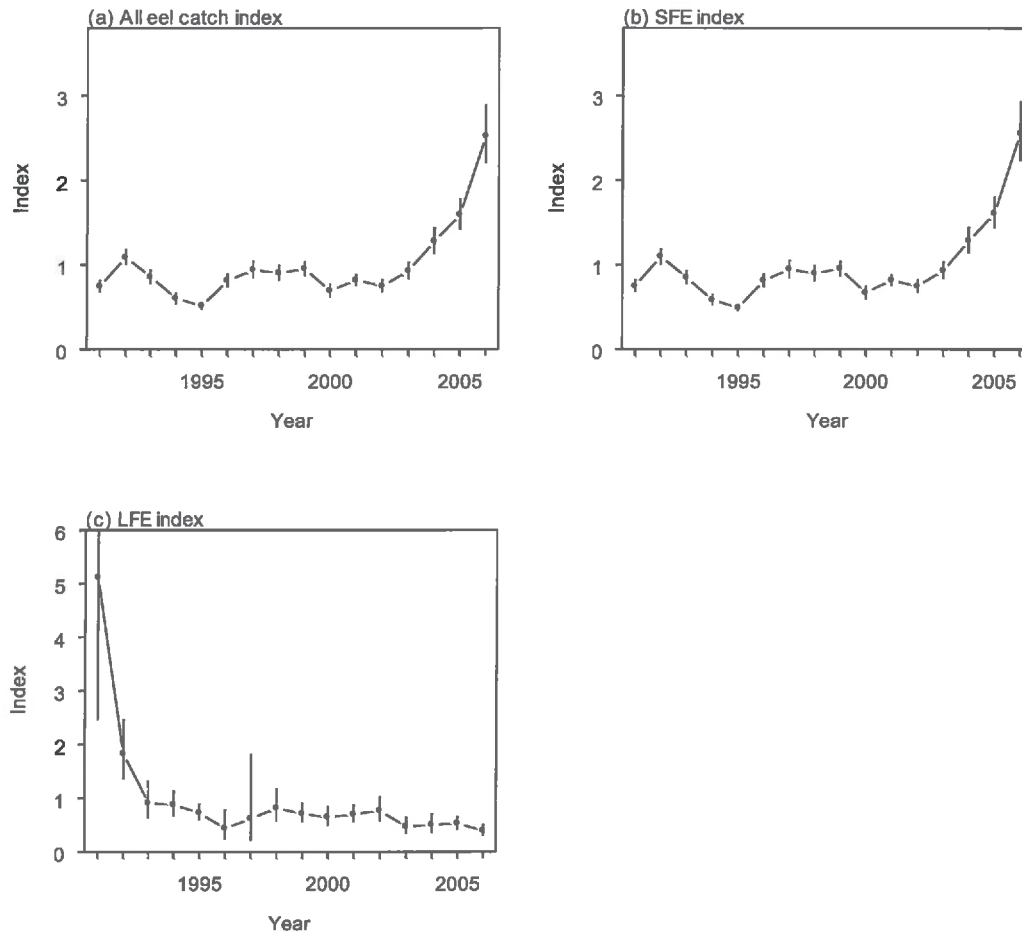 (a) All eel catch index
3
2
1
0
Index
1995
2000
2005
Year
(b) SFE index
3
2
1
0
Index
1995
2000
2005
Year
(c) LFE index
6
5
4
3
2
1
0
Index
1995
2000
2005
Year